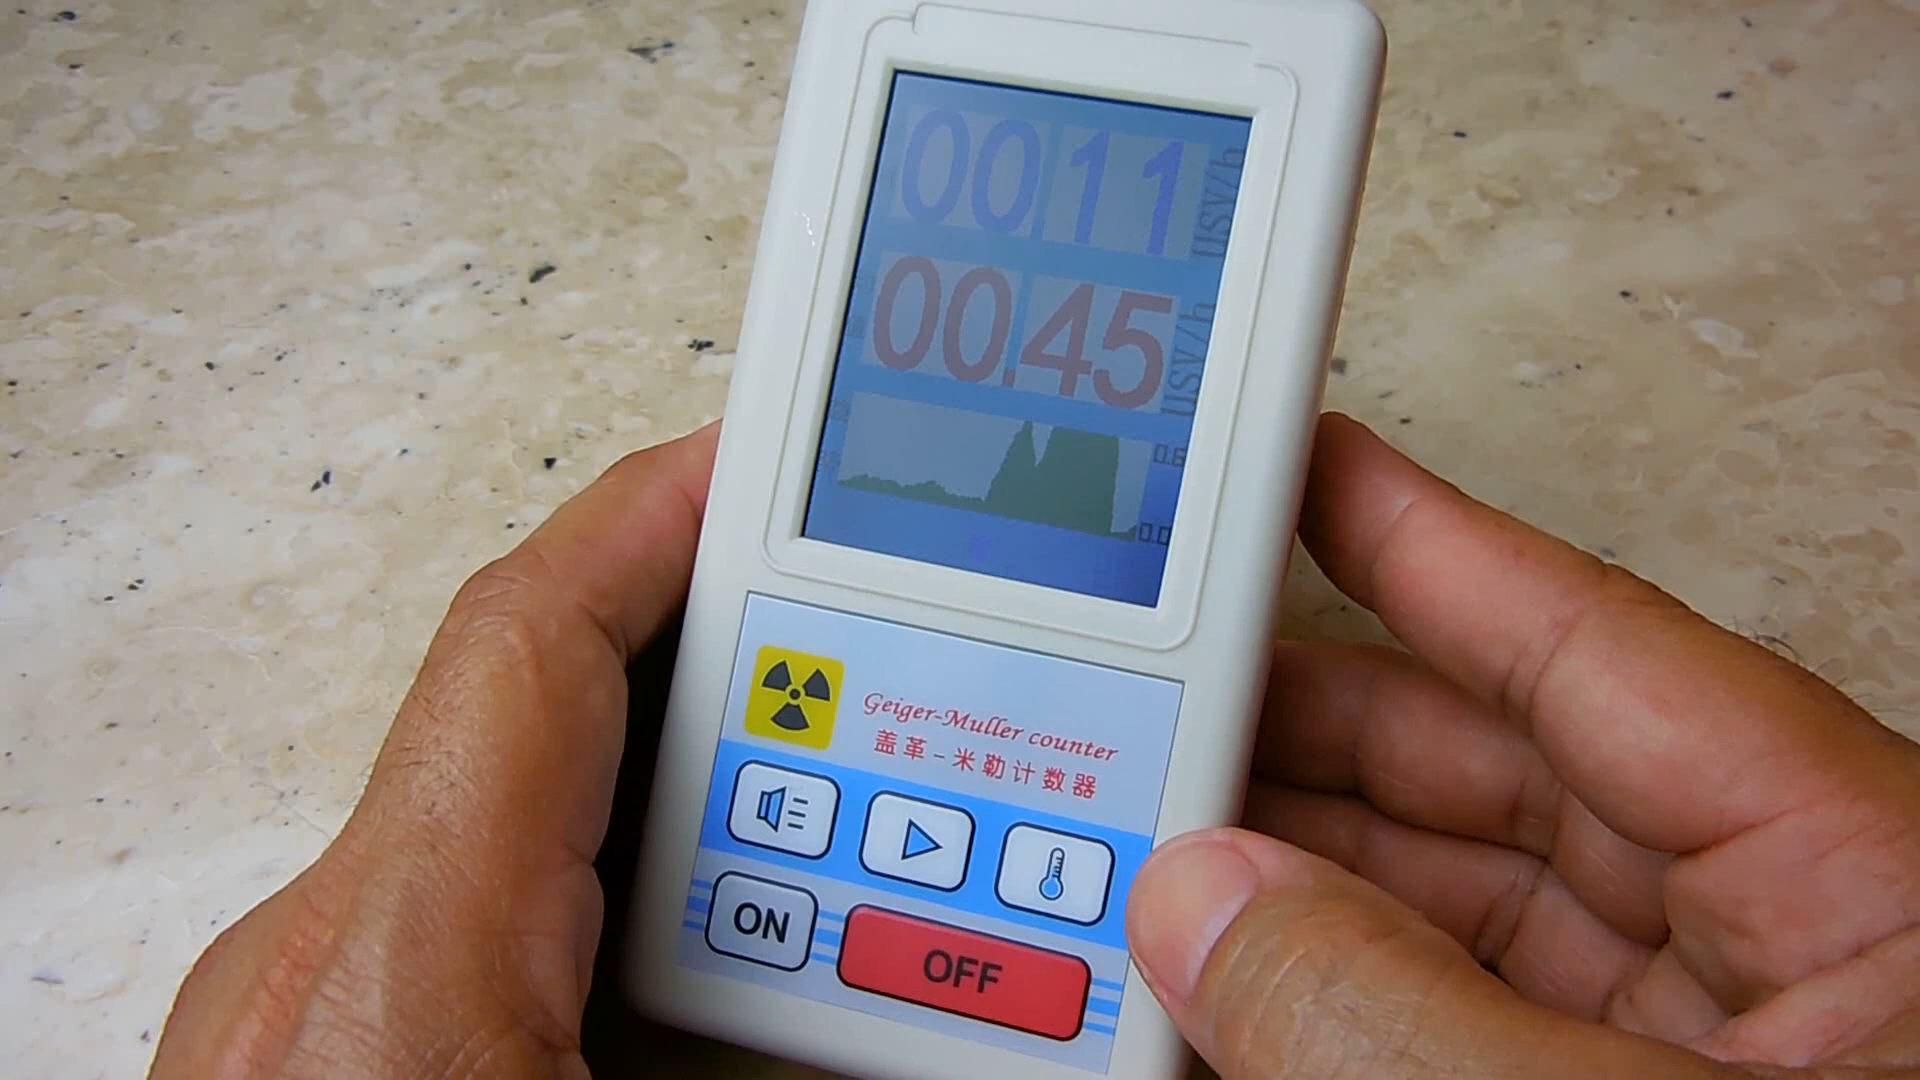 00.11 uSv/h
00.45 uSv/h
0.6
0.0
Geiger-Muller counter
盖革-米勒计数器
ON
OFF